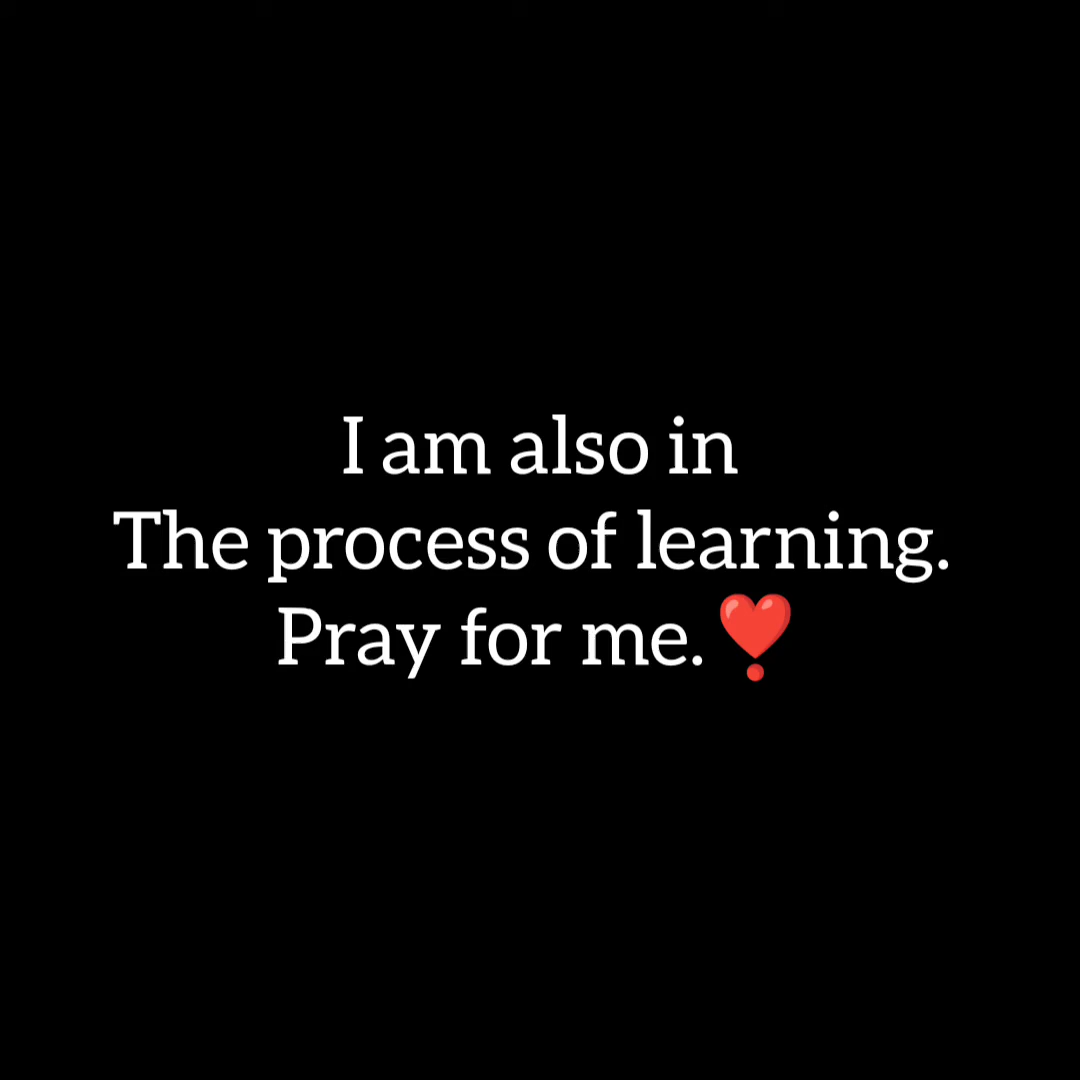 I am also in
The process of learning.
Pray for me.❣️